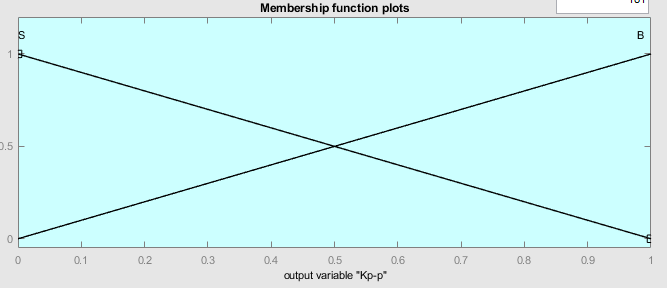 Membership function plots
S
B
1
0.5
0
0 0.1 0.2 0.3 0.4 0.5 0.6 0.7 0.8 0.9 1
output variable "Kp-p"